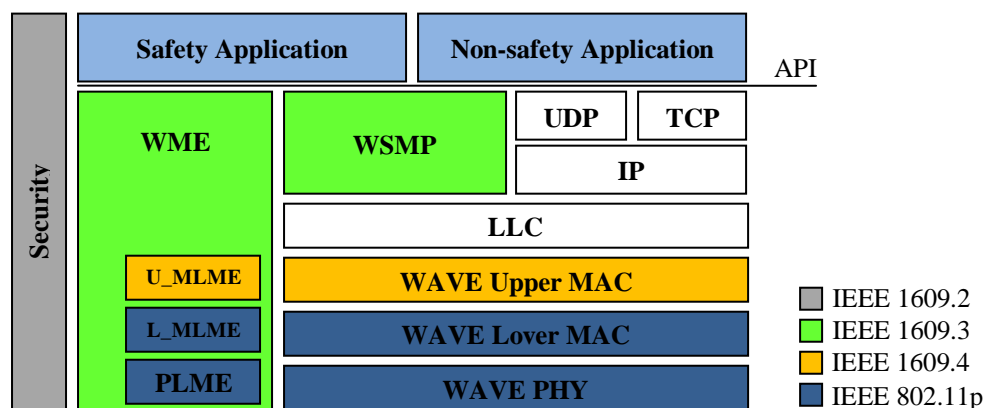 Security
Safety Application
Non-safety Application
API
WME
WSMP
UDP
TCP
IP
LLC
U_MLME
WAVE Upper MAC
L_MLME
WAVE Lover MAC
PLME
WAVE PHY
IEEE 1609.2
IEEE 1609.3
IEEE 1609.4
IEEE 802.11p